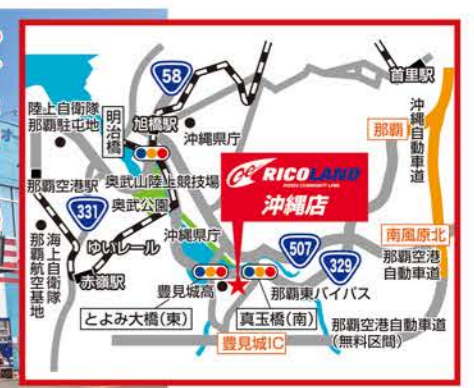 58
首里駅
陸上自衛隊
那覇駐屯地
明治橋
旭橋駅
沖縄県庁
那覇
沖縄自動車道
RICOLAND
RIDERS COMMUNITY LAND
沖縄店
奥武山陸上競技場
那覇空港駅
331
奥武公園
ゆいレール
沖縄県庁
507
329
南風原北
那覇空港
自動車道
海上自衛隊
那覇航空基地
赤嶺駅
豊見城高
那覇東バイパス
とよみ大橋(東)
真玉橋(南)
豊見城IC
那覇空港自動車道
(無料区間)